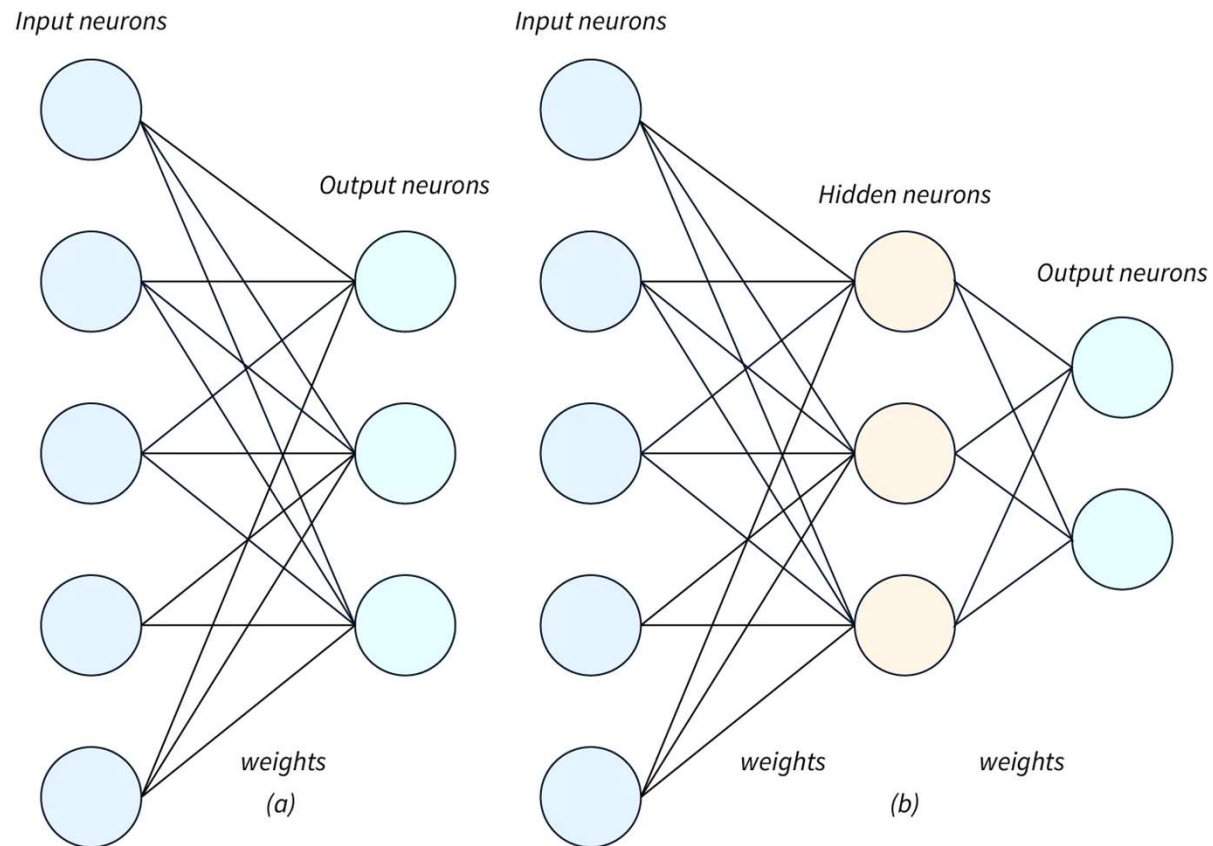 Input neurons
Output neurons
weights
(a)
Input neurons
Hidden neurons
Output neurons
weights
weights
(b)